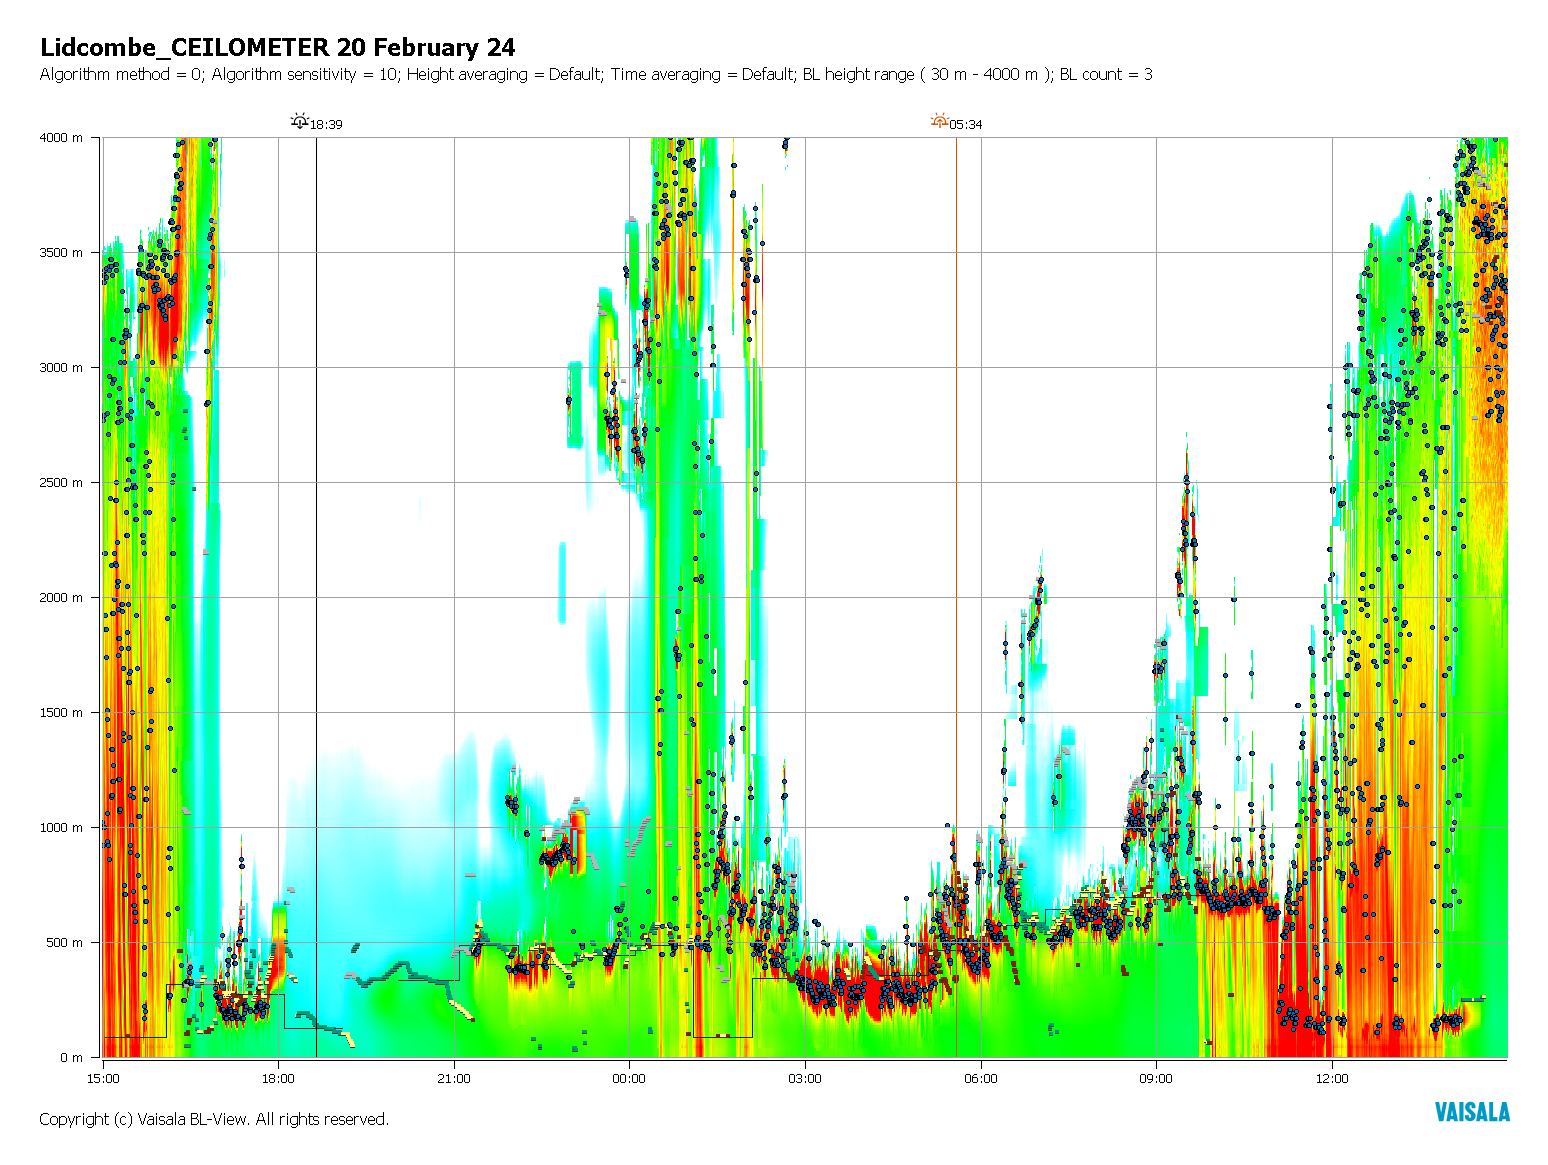 Lidcombe_CEILOMETER 20 February 24
Algorithm method = 0; Algorithm sensitivity = 10; Height averaging = Default; Time averaging = Default; BL height range ( 30 m - 4000 m ); BL count = 3
18:39
05:34
4000 m
3500 m
3000 m
2500 m
2000 m
1500 m
1000 m
500 m
0 m
15:00 18:00 21:00 00:00 03:00 06:00 09:00 12:00
Copyright (c) Vaisala BL-View. All rights reserved.
VAISALA